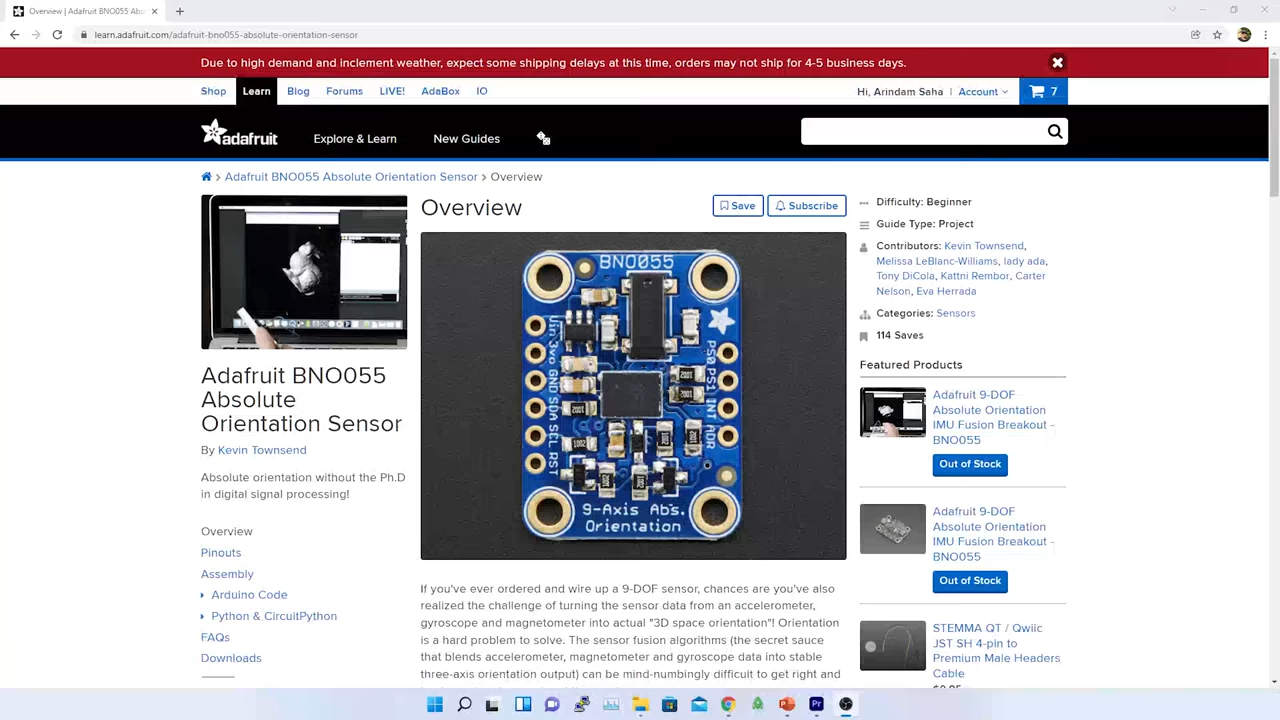 Overview | Adafruit BNO055 Abs
learn.adafruit.com/adafruit-bno055-absolute-orientation-sensor
Due to high demand and inclement weather, expect some shipping delays at this time, orders may not ship for 4-5 business days.
Shop
Learn
Blog
Forums
LIVE!
AdaBox
IO
Hi, Arindam Saha
|
Account
7
adafruit
Explore & Learn
New Guides
Adafruit BNO055 Absolute Orientation Sensor
Overview
Adafruit BNO055
Absolute
Orientation Sensor
By Kevin Townsend
Absolute orientation without the Ph.D
in digital signal processing!
Overview
Pinouts
Assembly
Arduino Code
Python & CircuitPython
FAQs
Downloads
Overview
Save
Subscribe
BNO055
Vin 3vo GND SDA SCL RST
PS0 PS1 INT ADR
9-Axis Abs.
Orientation
If you've ever ordered and wire up a 9-DOF sensor, chances are you've also
realized the challenge of turning the sensor data from an accelerometer,
gyroscope and magnetometer into actual "3D space orientation"! Orientation
is a hard problem to solve. The sensor fusion algorithms (the secret sauce
that blends accelerometer, magnetometer and gyroscope data into stable
three-axis orientation output) can be mind-numbingly difficult to get right and
Difficulty: Beginner
Guide Type: Project
Contributors: Kevin Townsend,
Melissa LeBlanc-Williams, lady ada,
Tony DiCola, Kattni Rembor, Carter
Nelson, Eva Herrada
Categories: Sensors
114 Saves
Featured Products
Adafruit 9-DOF
Absolute Orientation
IMU Fusion Breakout -
BNO055
Out of Stock
Adafruit 9-DOF
Absolute Orientation
IMU Fusion Breakout -
BNO055
Out of Stock
STEMMA QT / Qwiic
JST SH 4-pin to
Premium Male Headers
Cable